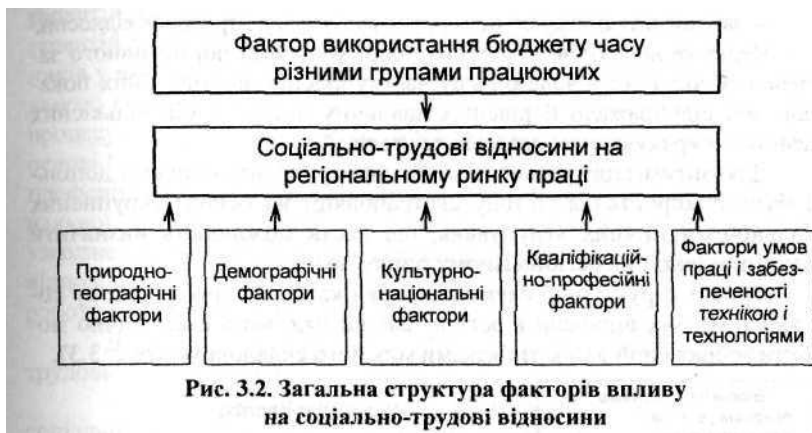 Фактор використання бюджету часу
різними групами працюючих
Соціально-трудові відносини на
регіональному ринку праці
Природно-
географічні
фактори
Демографічні
фактори
Культурно-
національні
фактори
Кваліфікацій-
но-професійні
фактори
Фактори умов
праці і забез-
печеності
технікою і
технологіями
Рис. 3.2. Загальна структура факторів впливу
на соціально-трудові відносини